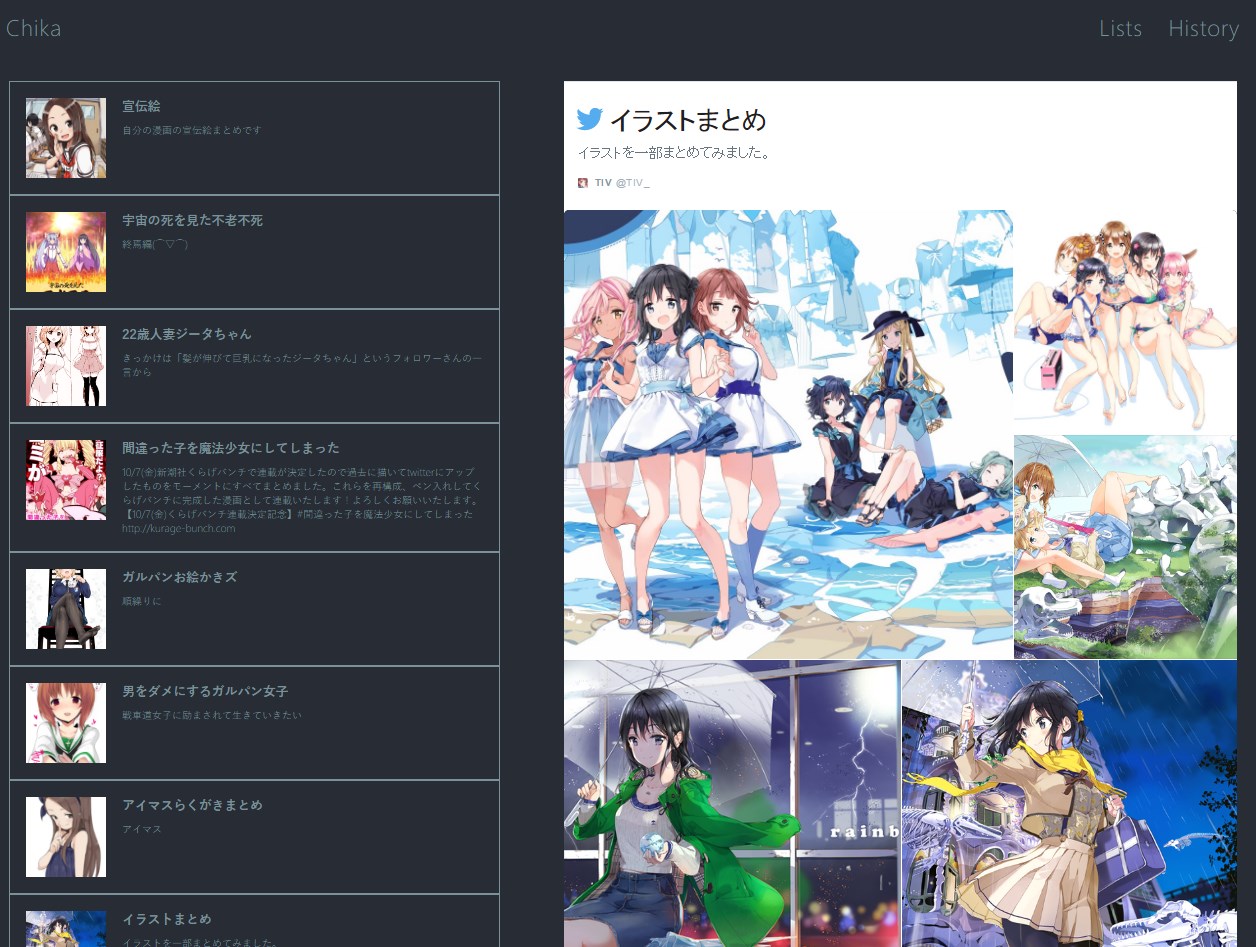 Chika
Lists
History
宣伝絵
自分の漫画の宣伝絵まとめです
宇宙の死を見た不老不死
終焉編(⌒▽⌒)
22歳人妻ジータちゃん
きっかけは「髪が伸びて巨乳になったジータちゃん」というフォロワーさんの一
言から
間違った子を魔法少女にしてしまった
10/7(金)新潮社くらげバンチで連載が決定したので過去に描いてtwitterにアップ
したものをモーメントにすべてまとめました。これらを再構成、ペン入れしてく
らげバンチに完成した漫画として連載いたします！よろしくお願いいたします。
【10/7(金)くらげバンチ連載決定記念】#間違った子を魔法少女にしてしまった
http://kurage-bunch.com
ガルパンお絵かきズ
順繰りに
男をダメにするガルパン女子
戦車道女子に励まされて生きていきたい
アイマスらくがきまとめ
アイマス
イラストまとめ
イラストを一部まとめてみました。
イラストまとめ
イラストを一部まとめてみました。
TIV @TIV_
rainb